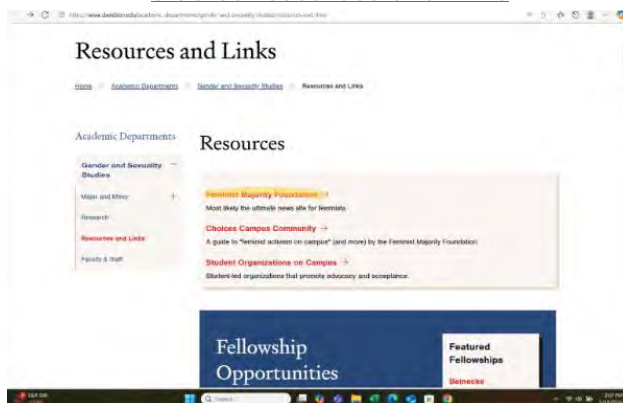 Resources and Links
Home // Academic Departments // Gender and Sexuality Studies // Resources and Links
Academic Departments
Gender and Sexuality Studies
Major and Minor
Research
Resources and Links
Faculty & Staff
Resources
Feminist Majority Foundation →
Most likely the ultimate news site for feminists.
Choices Campus Community →
A guide to "feminist activism on campus" (and more) by the Feminist Majority Foundation.
Student Organizations on Campus →
Student-led organizations that promote advocacy and acceptance.
Fellowship
Opportunities
Featured
Fellowships
Beinecke
Search